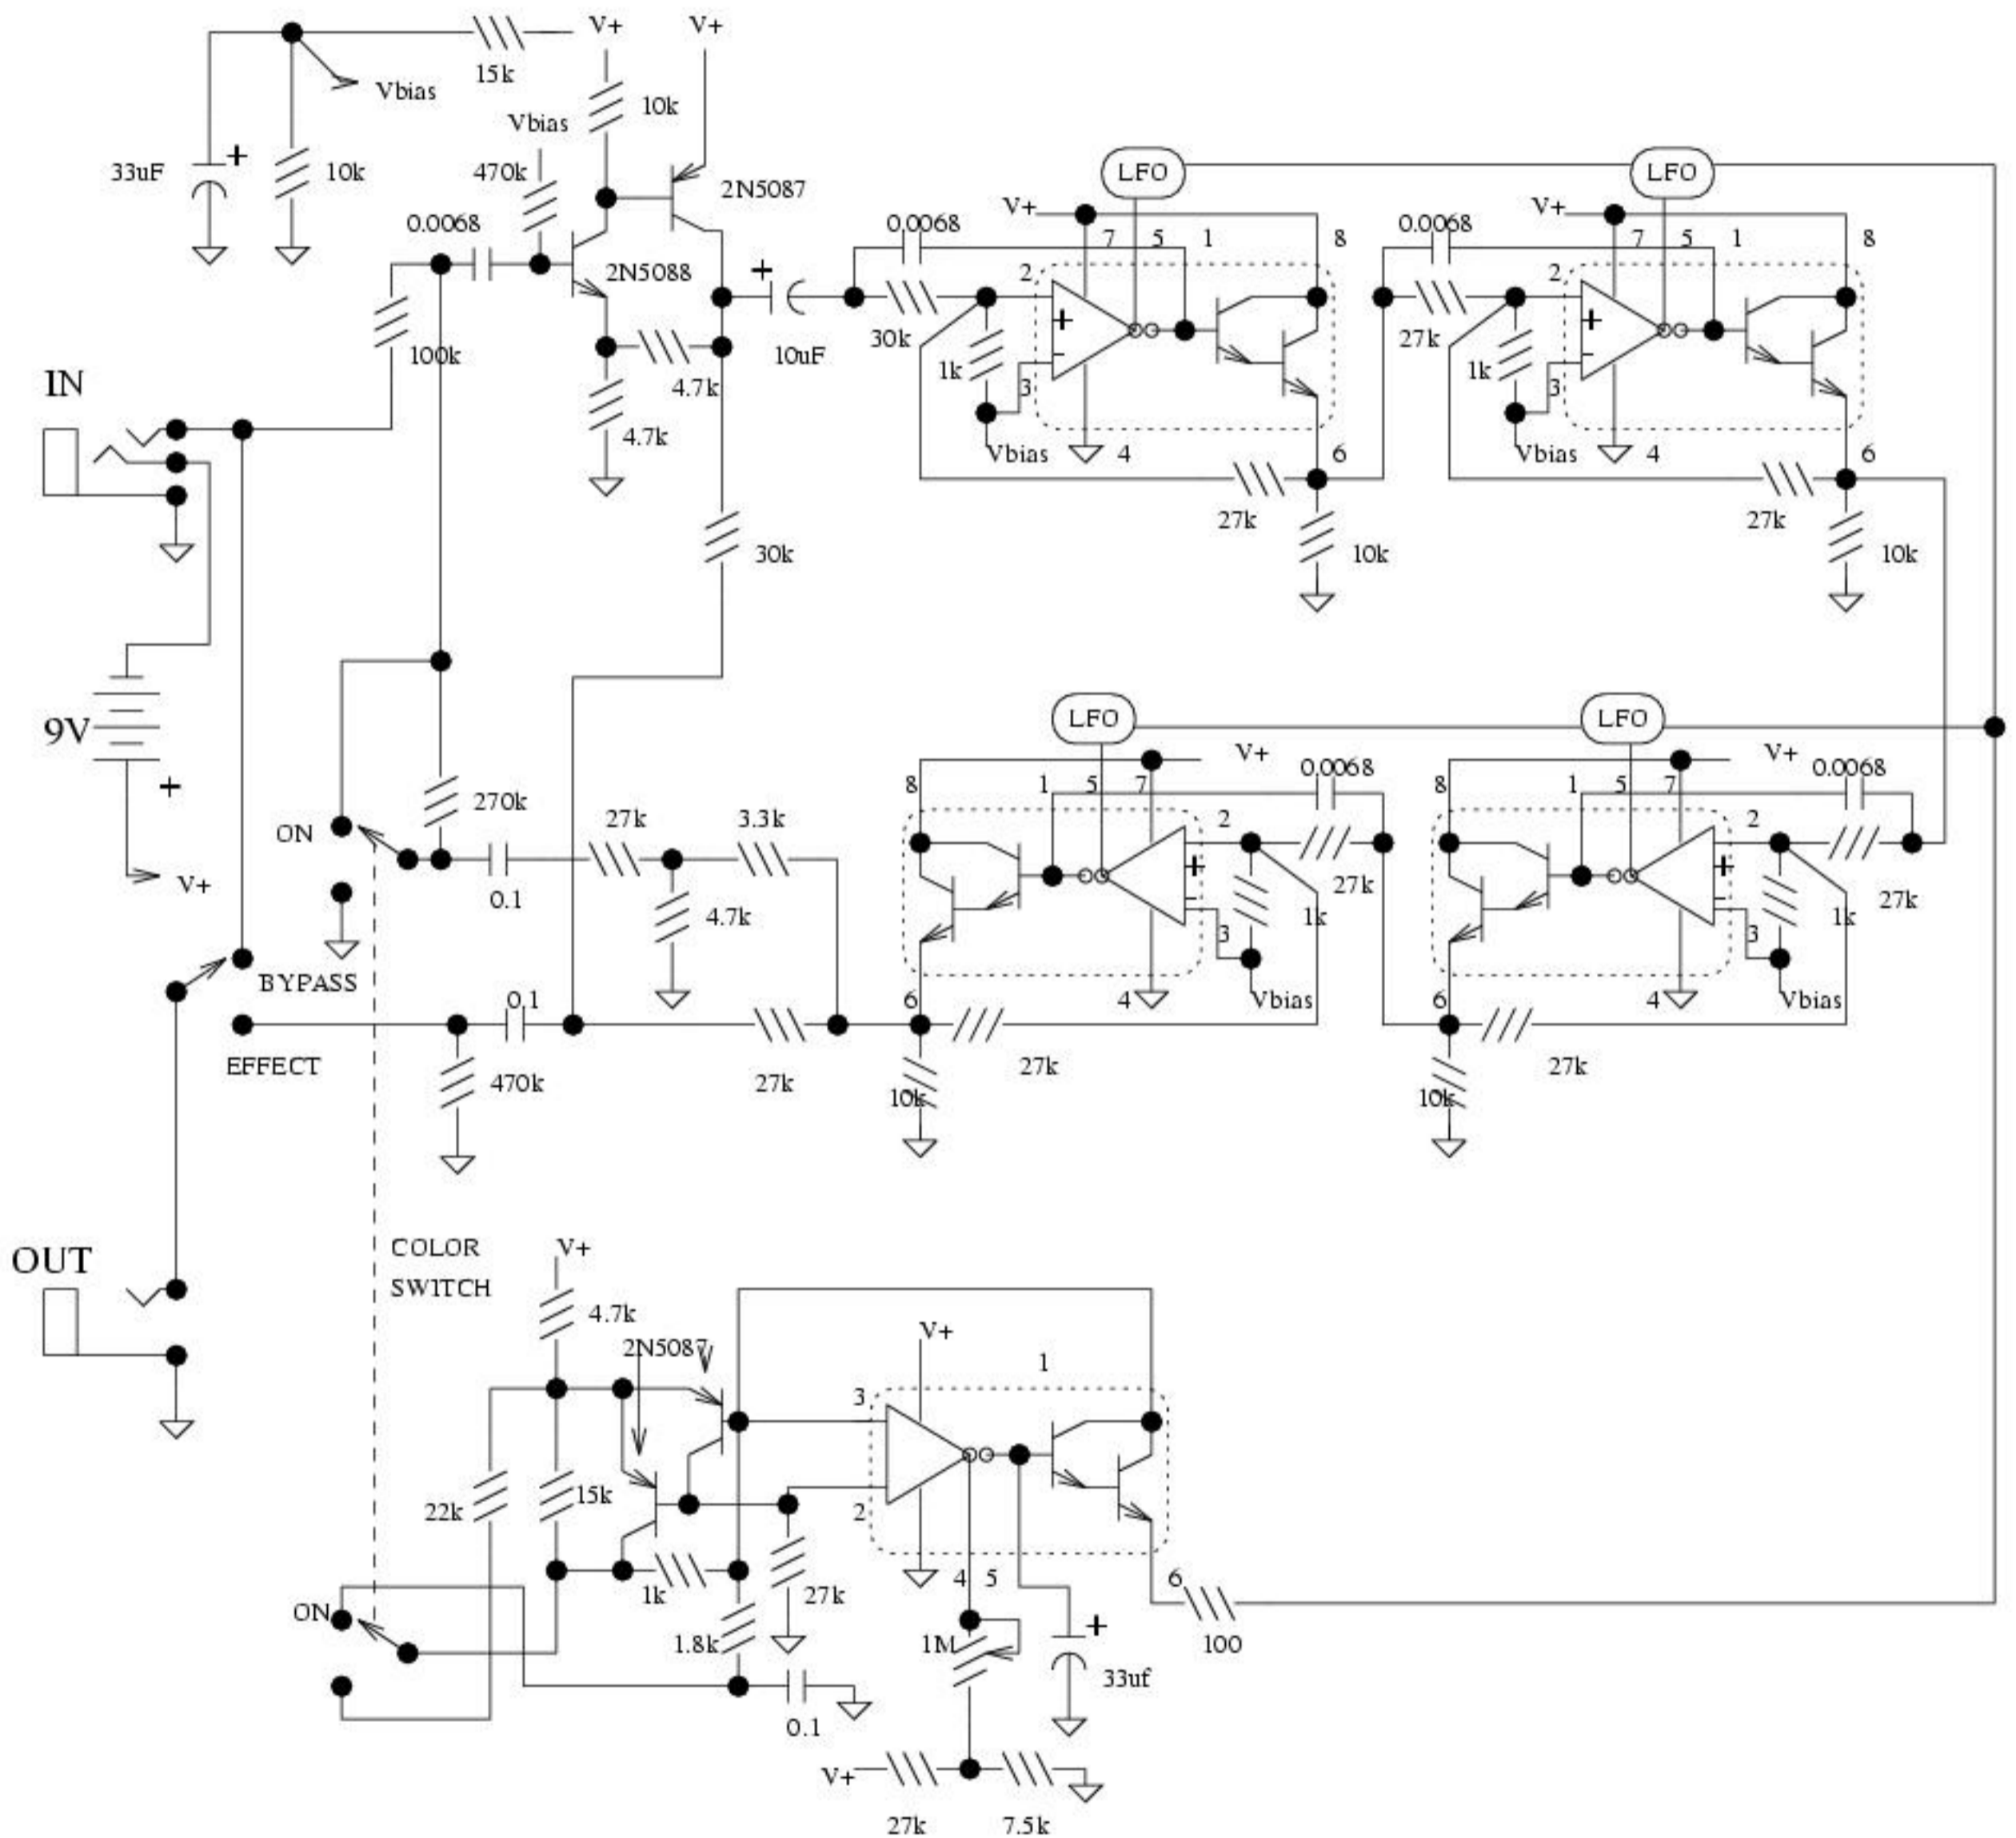 V+
V+
15k
Vbias
10k
33uF
+
10k
Vbias
470k
2N5087
0.0068
2N5088
100k
4.7k
4.7k
+
10uF
30k
IN
9V
+
V+
LFO
V+
0.0068
7
5
1
8
2
30k
+
-
1k
3
Vbias
4
6
27k
10k
LFO
V+
0.0068
7
5
1
8
2
27k
+
-
1k
3
Vbias
4
6
27k
10k
ON
270k
0.1
27k
3.3k
4.7k
BYPASS
EFFECT
0.1
470k
27k
LFO
V+
0.0068
8
1
5
7
2
+
-
27k
1k
3
Vbias
4
6
27k
10k
LFO
V+
0.0068
8
1
5
7
2
+
-
27k
1k
3
Vbias
4
6
27k
10k
OUT
COLOR
SWITCH
V+
4.7k
2N5087
V+
1
3
22k
15k
2
ON
1k
27k
4
5
6
1.8k
1M
+
33uf
100
0.1
V+
27k
7.5k